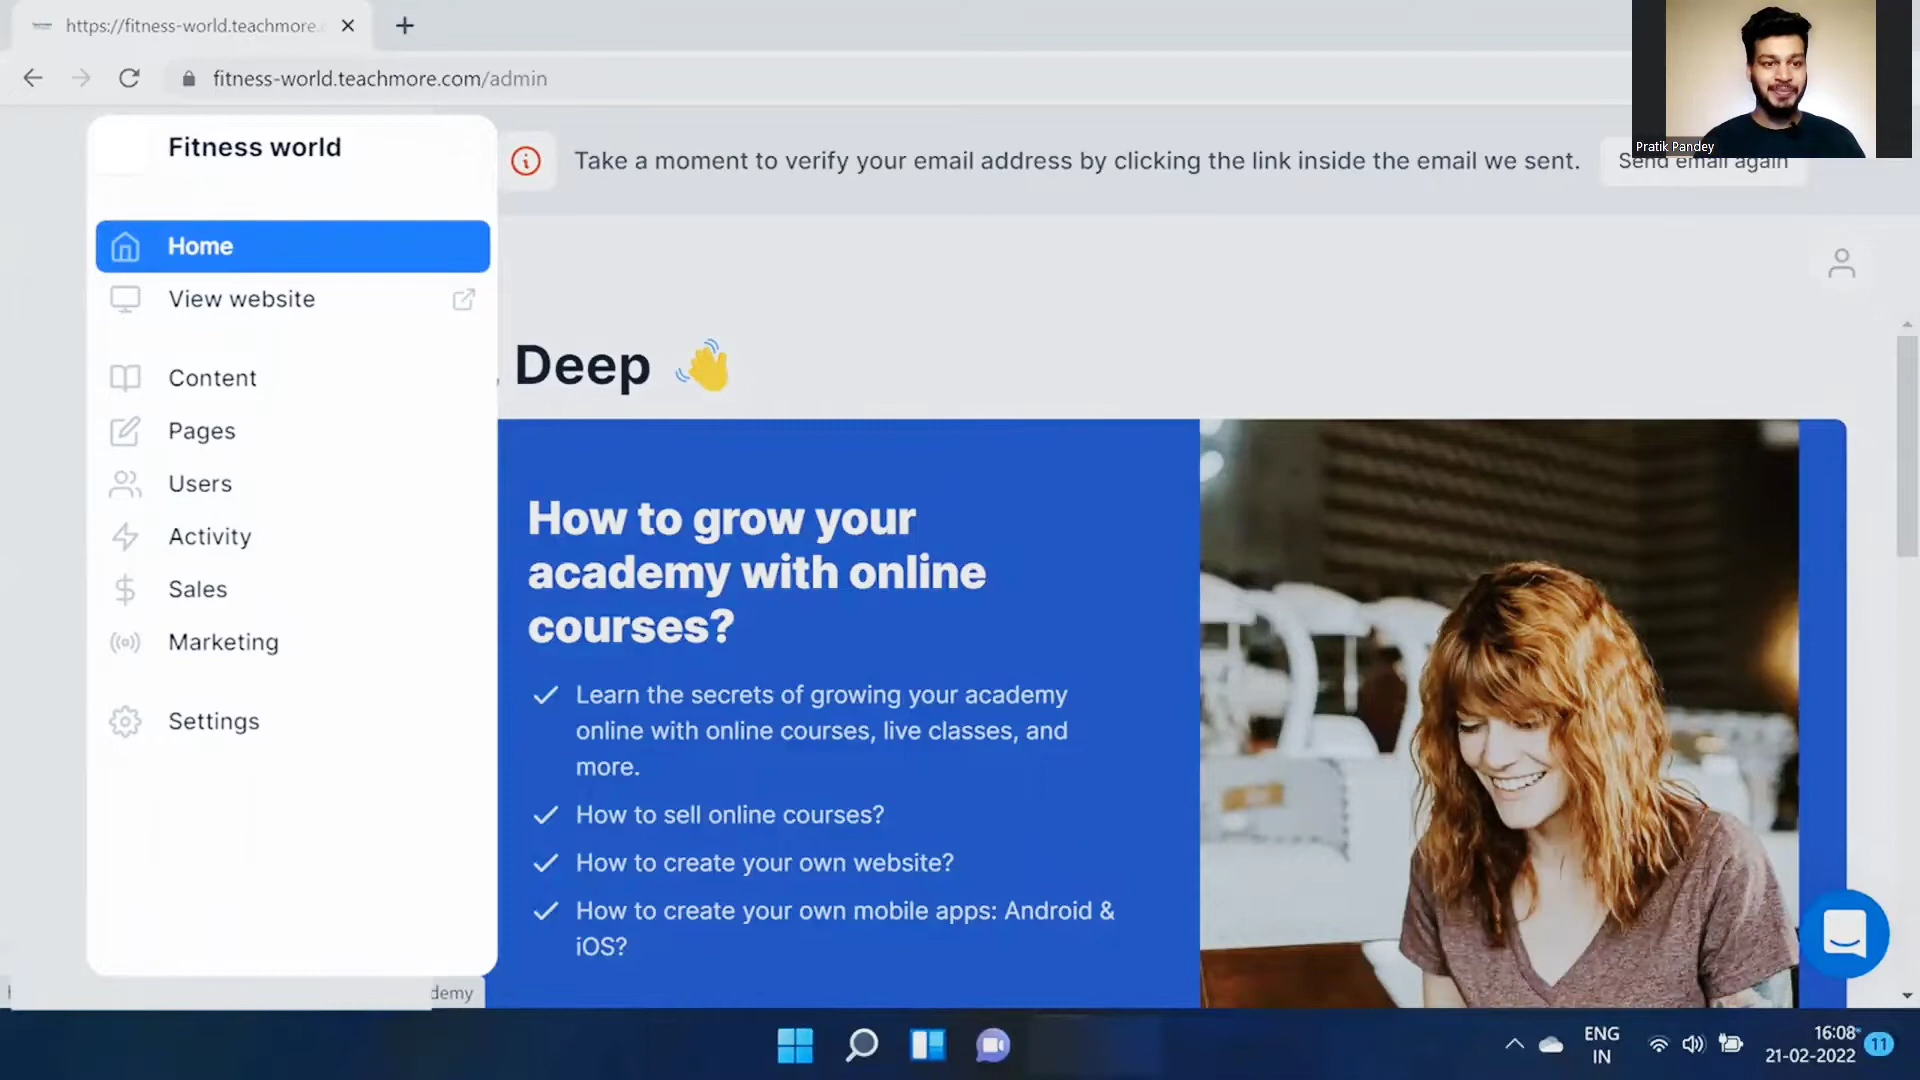 https://fitness-world.teachmore.
fitness-world.teachmore.com/admin
Pratik Pandey
Fitness world
Take a moment to verify your email address by clicking the link inside the email we sent.
Send email again
Home
View website
Deep
Content
Pages
Users
Activity
Sales
Marketing
Settings
How to grow your
academy with online
courses?
Learn the secrets of growing your academy
online with online courses, live classes, and
more.
How to sell online courses?
How to create your own website?
How to create your own mobile apps: Android &
iOS?
demy
ENG
IN
16:08
21-02-2022
11